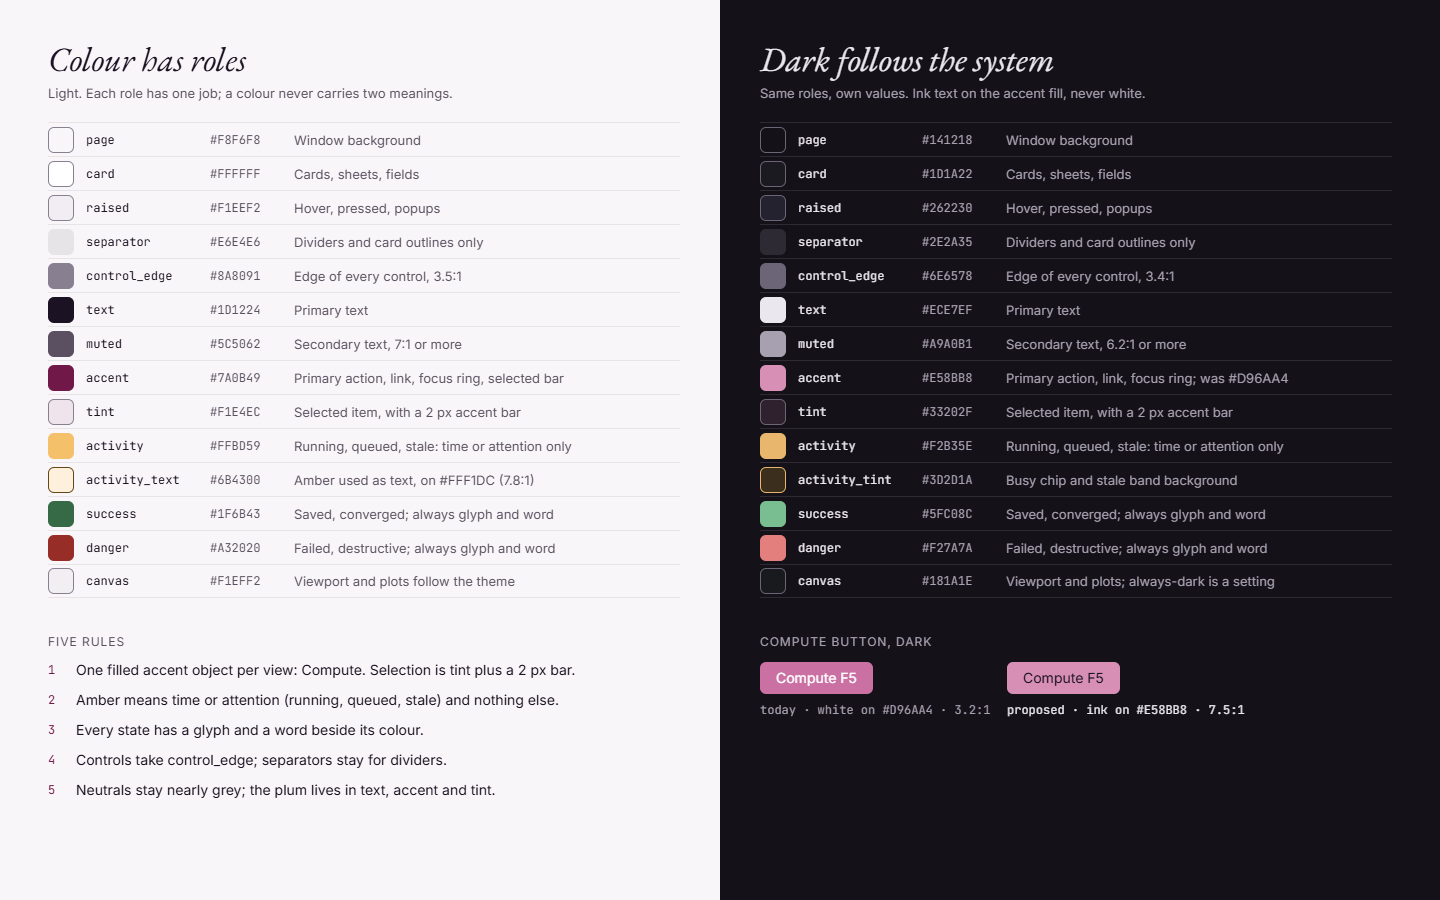 Colour has roles
Light. Each role has one job; a colour never carries two meanings.
page #F8F6F8 Window background
card #FFFFFF Cards, sheets, fields
raised #F1EEF2 Hover, pressed, popups
separator #E6E4E6 Dividers and card outlines only
control_edge #8A8091 Edge of every control, 3.5:1
text #1D1224 Primary text
muted #5C5062 Secondary text, 7:1 or more
accent #7A0B49 Primary action, link, focus ring, selected bar
tint #F1E4EC Selected item, with a 2 px accent bar
activity #FFBD59 Running, queued, stale: time or attention only
activity_text #6B4300 Amber used as text, on #FFF1DC (7.8:1)
success #1F6B43 Saved, converged; always glyph and word
danger #A32020 Failed, destructive; always glyph and word
canvas #F1EFF2 Viewport and plots follow the theme
FIVE RULES
1 One filled accent object per view: Compute. Selection is tint plus a 2 px bar.
2 Amber means time or attention (running, queued, stale) and nothing else.
3 Every state has a glyph and a word beside its colour.
4 Controls take control_edge; separators stay for dividers.
5 Neutrals stay nearly grey; the plum lives in text, accent and tint.
Dark follows the system
Same roles, own values. Ink text on the accent fill, never white.
page #141218 Window background
card #1D1A22 Cards, sheets, fields
raised #262230 Hover, pressed, popups
separator #2E2A35 Dividers and card outlines only
control_edge #6E6578 Edge of every control, 3.4:1
text #ECE7EF Primary text
muted #A9A0B1 Secondary text, 6.2:1 or more
accent #E58BB8 Primary action, link, focus ring; was #D96AA4
tint #33202F Selected item, with a 2 px accent bar
activity #F2B35E Running, queued, stale: time or attention only
activity_tint #3D2D1A Busy chip and stale band background
success #5FC08C Saved, converged; always glyph and word
danger #F27A7A Failed, destructive; always glyph and word
canvas #181A1E Viewport and plots; always-dark is a setting
COMPUTE BUTTON, DARK
Compute F5 Compute F5
today · white on #D96AA4 · 3.2:1 proposed · ink on #E58BB8 · 7.5:1